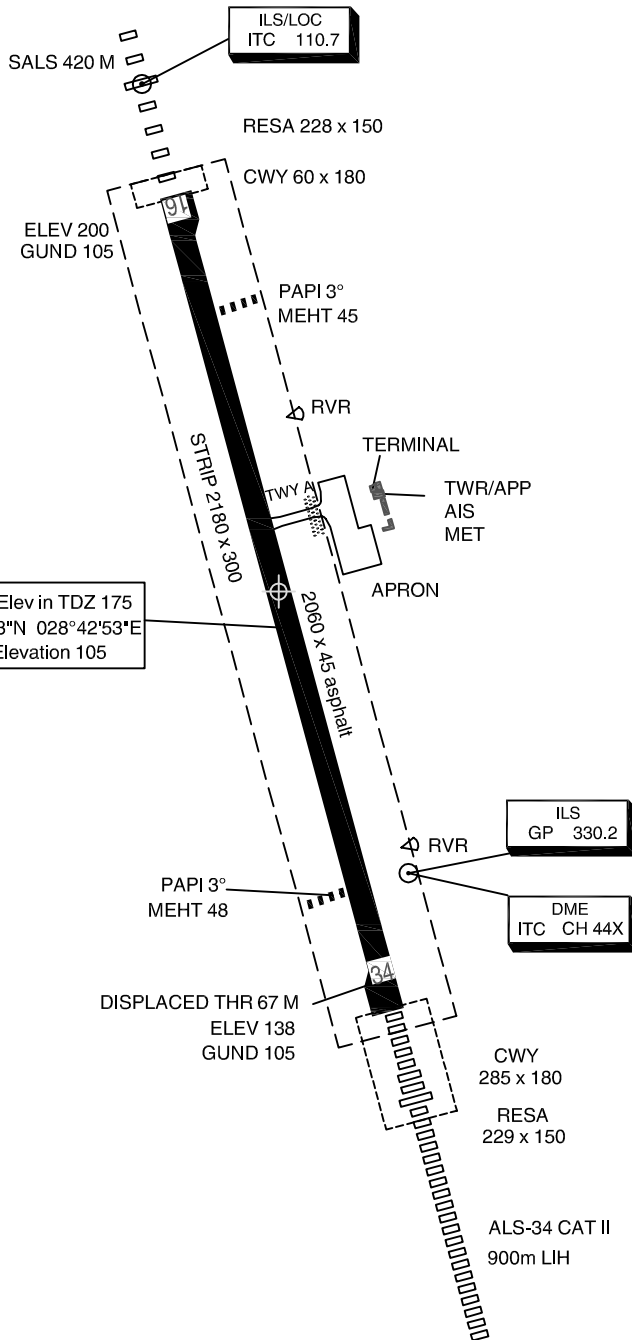 ILS/LOC
ITC 110.7
SALS 420 M
RESA 228 x 150
CWY 60 x 180
16
ELEV 200
GUND 105
PAPI 3°
MEHT 45
RVR
STRIP 2180 x 300
TWY A
TERMINAL
TWR/APP
AIS
MET
APRON
Elev in TDZ 175
3"N 028°42'53"E
Elevation 105
2060 x 45 asphalt
ILS
GP 330.2
RVR
DME
ITC CH 44X
PAPI 3°
MEHT 48
34
DISPLACED THR 67 M
ELEV 138
GUND 105
CWY
285 x 180
RESA
229 x 150
ALS-34 CAT II
900m LIH